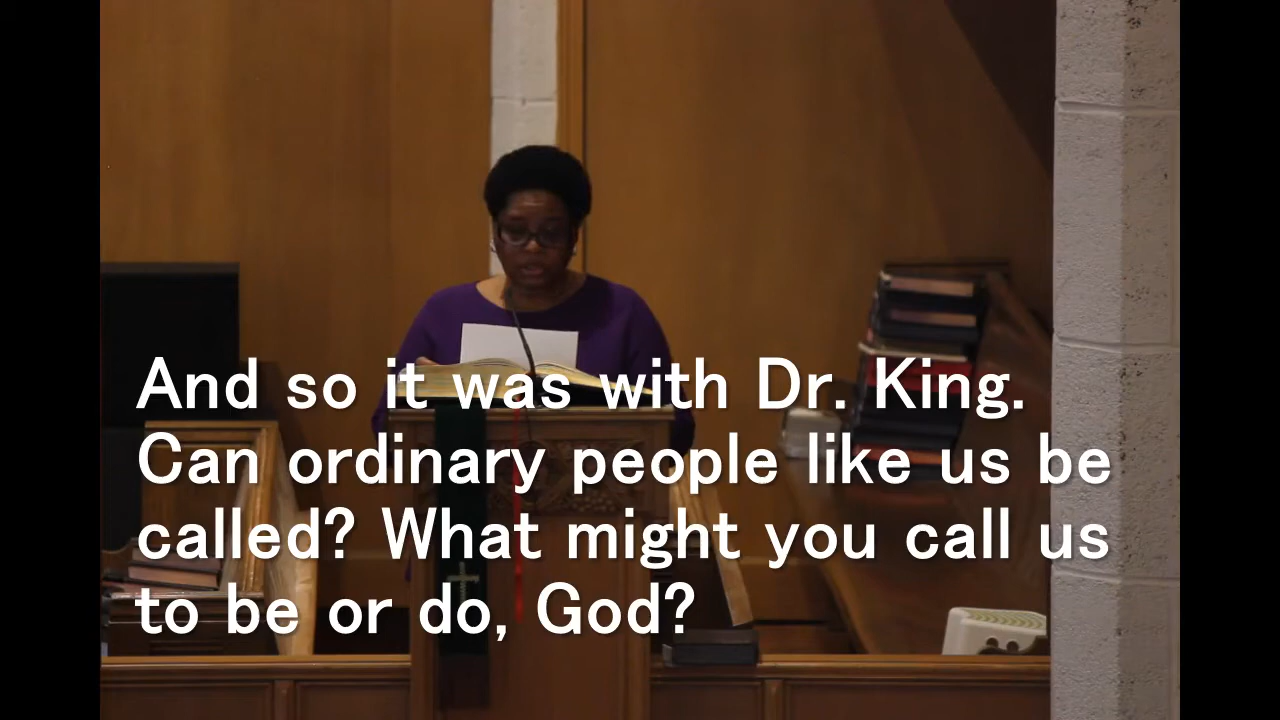 And so it was with Dr. King.
Can ordinary people like us be
called? What might you call us
to be or do, God?